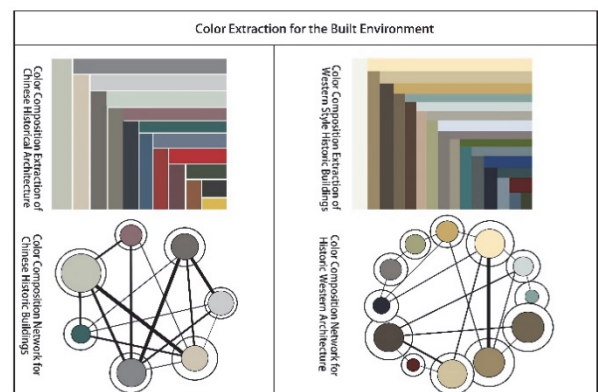 Color Extraction for the Built Environment
Color Composition Extraction of
Chinese Historical Architecture
Color Composition Extraction of
Western Style Historic Buildings
Color Composition Network for
Chinese Historic Buildings
Color Composition Network for
Historic Western Architecture